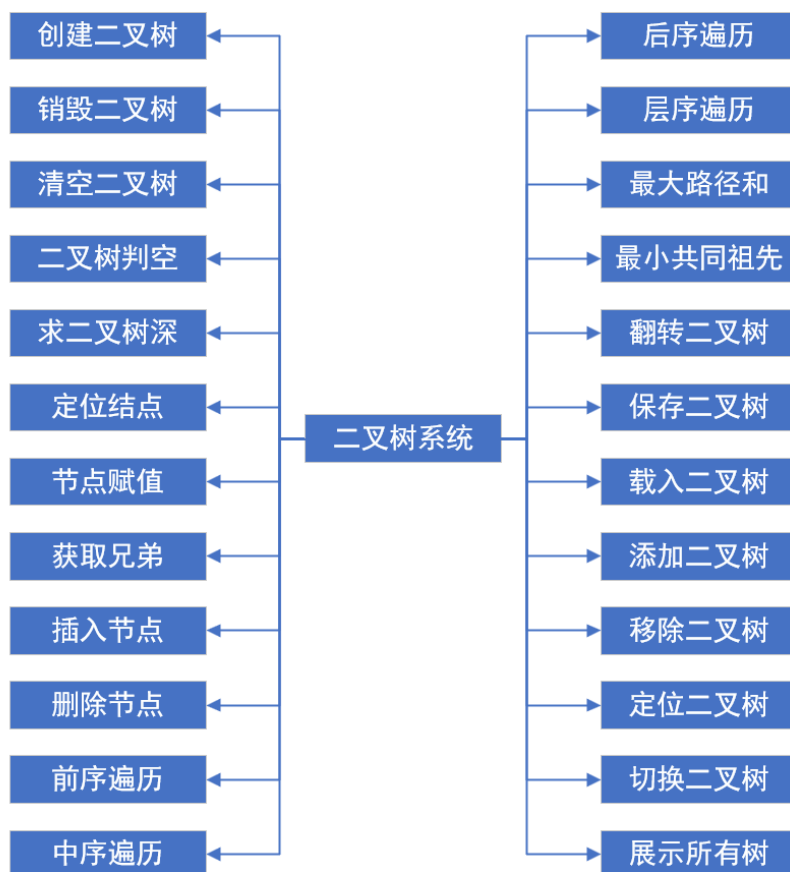 创建二叉树
销毁二叉树
清空二叉树
二叉树判空
求二叉树深
定位结点
节点赋值
获取兄弟
插入节点
删除节点
前序遍历
中序遍历
二叉树系统
后序遍历
层序遍历
最大路径和
最小共同祖先
翻转二叉树
保存二叉树
载入二叉树
添加二叉树
移除二叉树
定位二叉树
切换二叉树
展示所有树